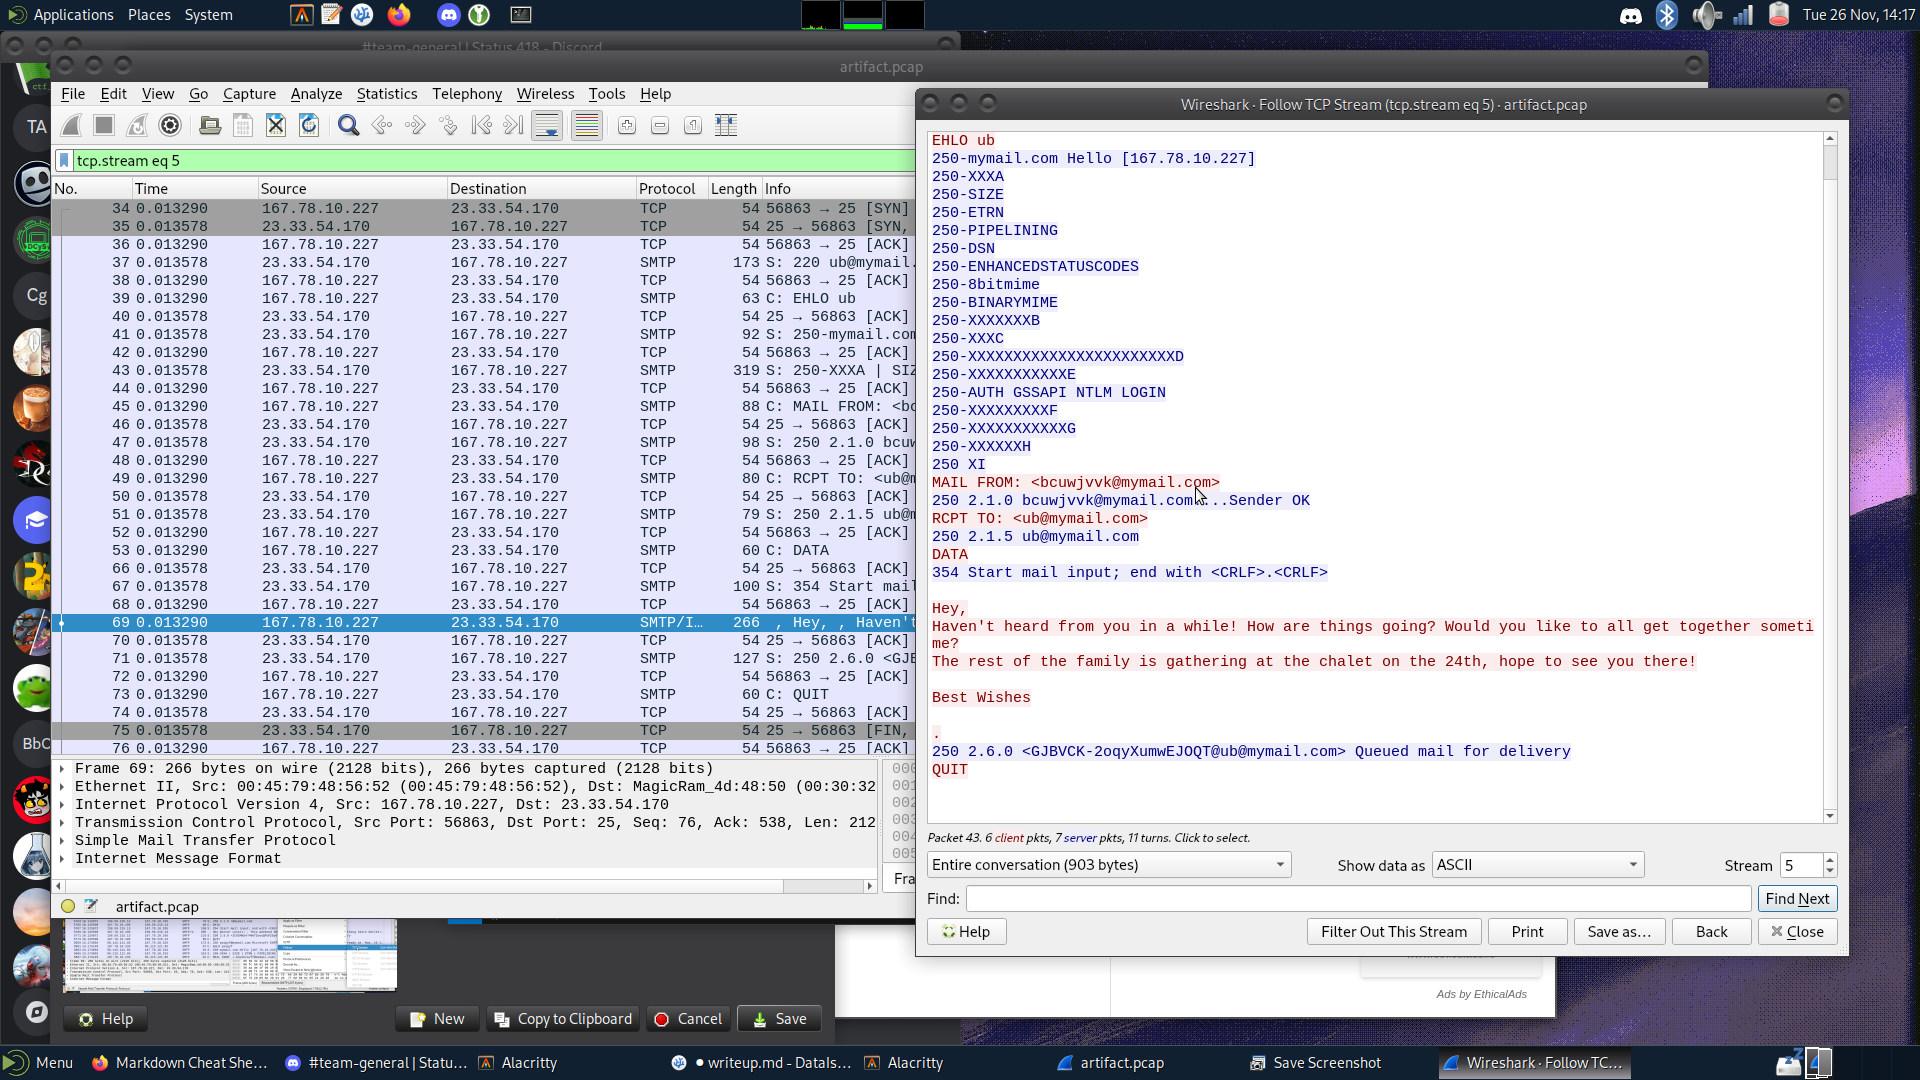 Applications Places System
Tue 26 Nov, 14:17
#team-general | Status 418 - Discord
artifact.pcap
File Edit View Go Capture Analyze Statistics Telephony Wireless Tools Help
tcp.stream eq 5
No. Time Source Destination Protocol Length Info
34 0.013290 167.78.10.227 23.33.54.170 TCP 54 56863 → 25 [SYN]
35 0.013578 23.33.54.170 167.78.10.227 TCP 54 25 → 56863 [SYN,
36 0.013290 167.78.10.227 23.33.54.170 TCP 54 56863 → 25 [ACK]
37 0.013578 23.33.54.170 167.78.10.227 SMTP 173 S: 220 ub@mymail.
38 0.013290 167.78.10.227 23.33.54.170 TCP 54 56863 → 25 [ACK]
39 0.013290 167.78.10.227 23.33.54.170 SMTP 63 C: EHLO ub
40 0.013578 23.33.54.170 167.78.10.227 TCP 54 25 → 56863 [ACK]
41 0.013578 23.33.54.170 167.78.10.227 SMTP 92 S: 250-mymail.com
42 0.013290 167.78.10.227 23.33.54.170 TCP 54 56863 → 25 [ACK]
43 0.013578 23.33.54.170 167.78.10.227 SMTP 319 S: 250-XXXA | SIZ
44 0.013290 167.78.10.227 23.33.54.170 TCP 54 56863 → 25 [ACK]
45 0.013290 167.78.10.227 23.33.54.170 SMTP 88 C: MAIL FROM: <bc
46 0.013578 23.33.54.170 167.78.10.227 TCP 54 25 → 56863 [ACK]
47 0.013578 23.33.54.170 167.78.10.227 SMTP 98 S: 250 2.1.0 bcuw
48 0.013290 167.78.10.227 23.33.54.170 TCP 54 56863 → 25 [ACK]
49 0.013290 167.78.10.227 23.33.54.170 SMTP 80 C: RCPT TO: <ub@m
50 0.013578 23.33.54.170 167.78.10.227 TCP 54 25 → 56863 [ACK]
51 0.013578 23.33.54.170 167.78.10.227 SMTP 79 S: 250 2.1.5 ub@m
52 0.013290 167.78.10.227 23.33.54.170 TCP 54 56863 → 25 [ACK]
53 0.013290 167.78.10.227 23.33.54.170 SMTP 60 C: DATA
66 0.013578 23.33.54.170 167.78.10.227 TCP 54 25 → 56863 [ACK]
67 0.013578 23.33.54.170 167.78.10.227 SMTP 100 S: 354 Start mail
68 0.013290 167.78.10.227 23.33.54.170 TCP 54 56863 → 25 [ACK]
69 0.013290 167.78.10.227 23.33.54.170 SMTP/I… 266 , Hey, , Haven't
70 0.013578 23.33.54.170 167.78.10.227 TCP 54 25 → 56863 [ACK]
71 0.013578 23.33.54.170 167.78.10.227 SMTP 127 S: 250 2.6.0 <GJB
72 0.013290 167.78.10.227 23.33.54.170 TCP 54 56863 → 25 [ACK]
73 0.013290 167.78.10.227 23.33.54.170 SMTP 60 C: QUIT
74 0.013578 23.33.54.170 167.78.10.227 TCP 54 25 → 56863 [ACK]
75 0.013578 23.33.54.170 167.78.10.227 TCP 54 25 → 56863 [FIN,
76 0.013290 167.78.10.227 23.33.54.170 TCP 54 56863 → 25 [ACK]
Frame 69: 266 bytes on wire (2128 bits), 266 bytes captured (2128 bits)
Ethernet II, Src: 00:45:79:48:56:52 (00:45:79:48:56:52), Dst: MagicRam_4d:48:50 (00:30:32
Internet Protocol Version 4, Src: 167.78.10.227, Dst: 23.33.54.170
Transmission Control Protocol, Src Port: 56863, Dst Port: 25, Seq: 76, Ack: 538, Len: 212
Simple Mail Transfer Protocol
Internet Message Format
000
001
002
003
004
005
Fra
artifact.pcap
TA
Cg
BbC
Wireshark · Follow TCP Stream (tcp.stream eq 5) · artifact.pcap
EHLO ub
250-mymail.com Hello [167.78.10.227]
250-XXXA
250-SIZE
250-ETRN
250-PIPELINING
250-DSN
250-ENHANCEDSTATUSCODES
250-8bitmime
250-BINARYMIME
250-XXXXXXXB
250-XXXC
250-XXXXXXXXXXXXXXXXXXXXXXXD
250-XXXXXXXXXXXE
250-AUTH GSSAPI NTLM LOGIN
250-XXXXXXXXXF
250-XXXXXXXXXXXG
250-XXXXXXH
250 XI
MAIL FROM: <bcuwjvvk@mymail.com>
250 2.1.0 bcuwjvvk@mymail.com....Sender OK
RCPT TO: <ub@mymail.com>
250 2.1.5 ub@mymail.com
DATA
354 Start mail input; end with <CRLF>.<CRLF>
Hey,
Haven't heard from you in a while! How are things going? Would you like to all get together someti
me?
The rest of the family is gathering at the chalet on the 24th, hope to see you there!
Best Wishes
.
250 2.6.0 <GJBVCK-2oqyXumwEJOQT@ub@mymail.com> Queued mail for delivery
QUIT
Packet 43. 6 client pkts, 7 server pkts, 11 turns. Click to select.
Entire conversation (903 bytes) Show data as ASCII Stream 5
Find: Find Next
Help Filter Out This Stream Print Save as… Back Close
Ads by EthicalAds
Help New Copy to Clipboard Cancel Save
Menu Markdown Cheat She… #team-general | Statu… Alacritty • writeup.md - DataIs… Alacritty artifact.pcap Save Screenshot Wireshark · Follow TC…